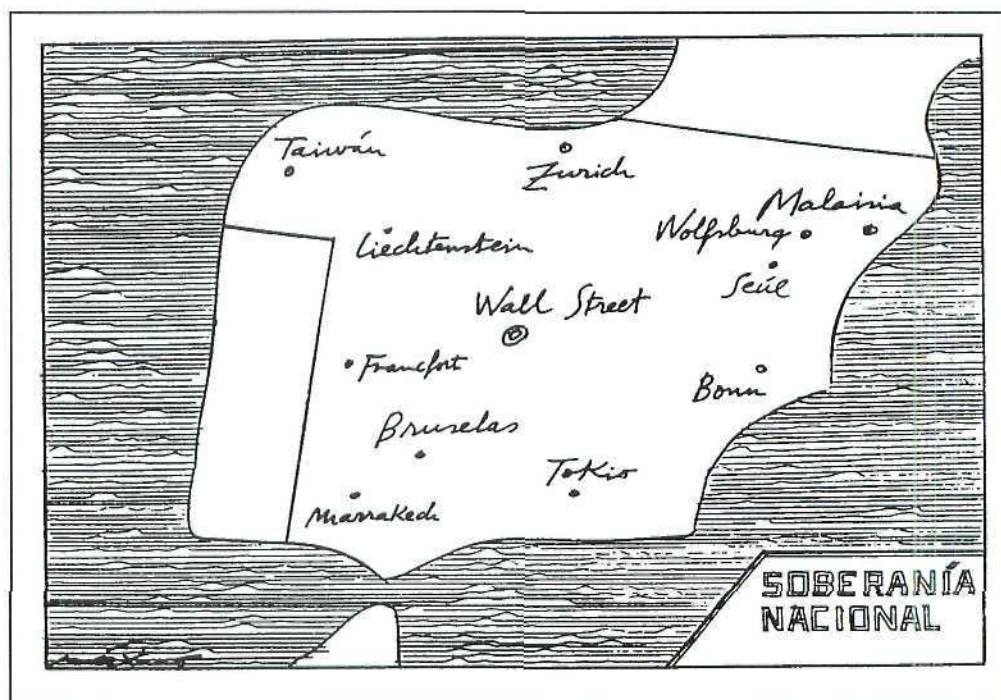 Taiwán
Zurich
Malaisia
Wolfsburg
Liechtenstein
Seúl
Wall Street
Francfort
Bonn
Bruselas
Tokio
Marrakech
SOBERANÍA
NACIONAL